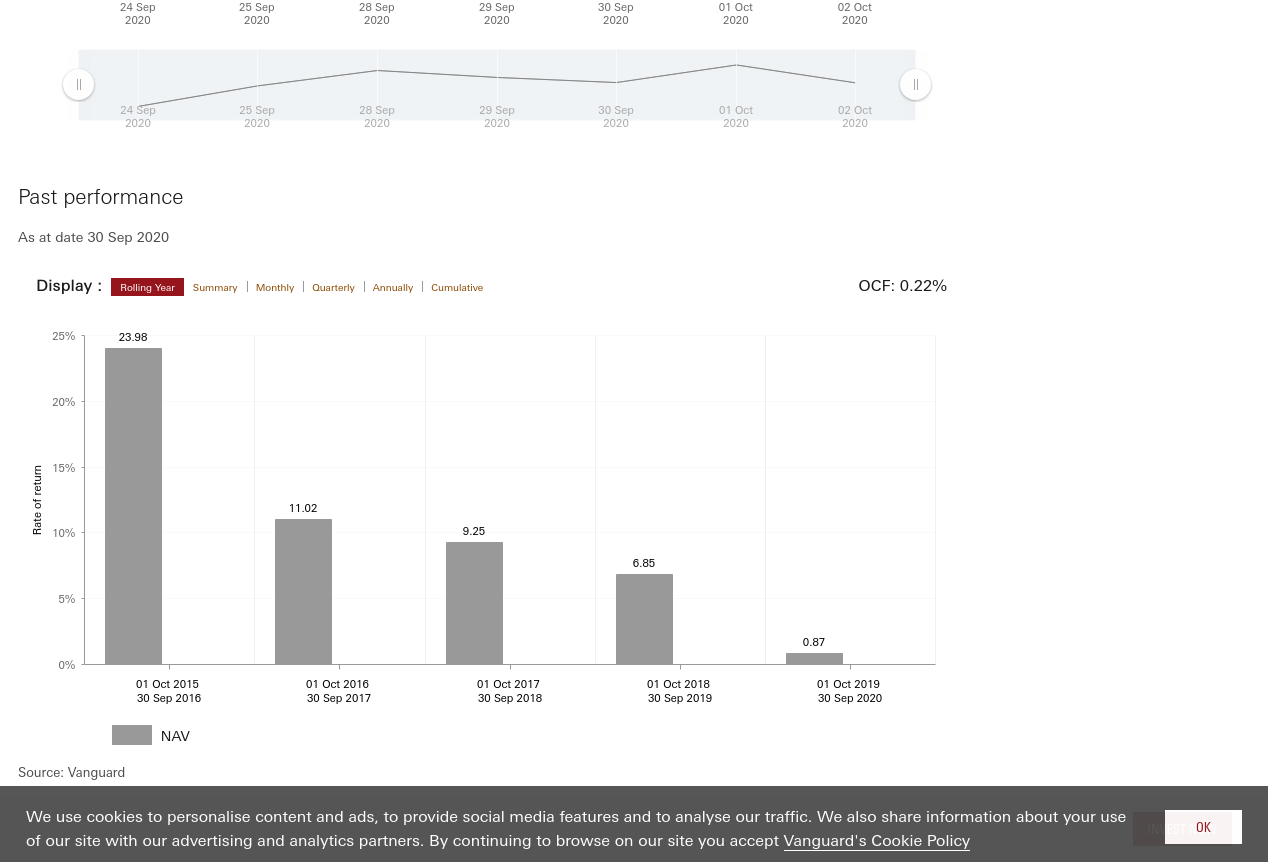 24 Sep 25 Sep 28 Sep 29 Sep 30 Sep 01 Oct 02 Oct
2020 2020 2020 2020 2020 2020 2020
24 Sep 25 Sep 28 Sep 29 Sep 30 Sep 01 Oct 02 Oct
2020 2020 2020 2020 2020 2020 2020
Past performance
As at date 30 Sep 2020
Display : Rolling Year Summary Monthly Quarterly Annually Cumulative OCF: 0.22%
25% 23.98
20%
15%
11.02
10% 9.25
6.85
5%
0.87
0%
Rate of return
01 Oct 2015 01 Oct 2016 01 Oct 2017 01 Oct 2018 01 Oct 2019
30 Sep 2016 30 Sep 2017 30 Sep 2018 30 Sep 2019 30 Sep 2020
NAV
Source: Vanguard
We use cookies to personalise content and ads, to provide social media features and to analyse our traffic. We also share information about your use
of our site with our advertising and analytics partners. By continuing to browse on our site you accept Vanguard's Cookie Policy
OK